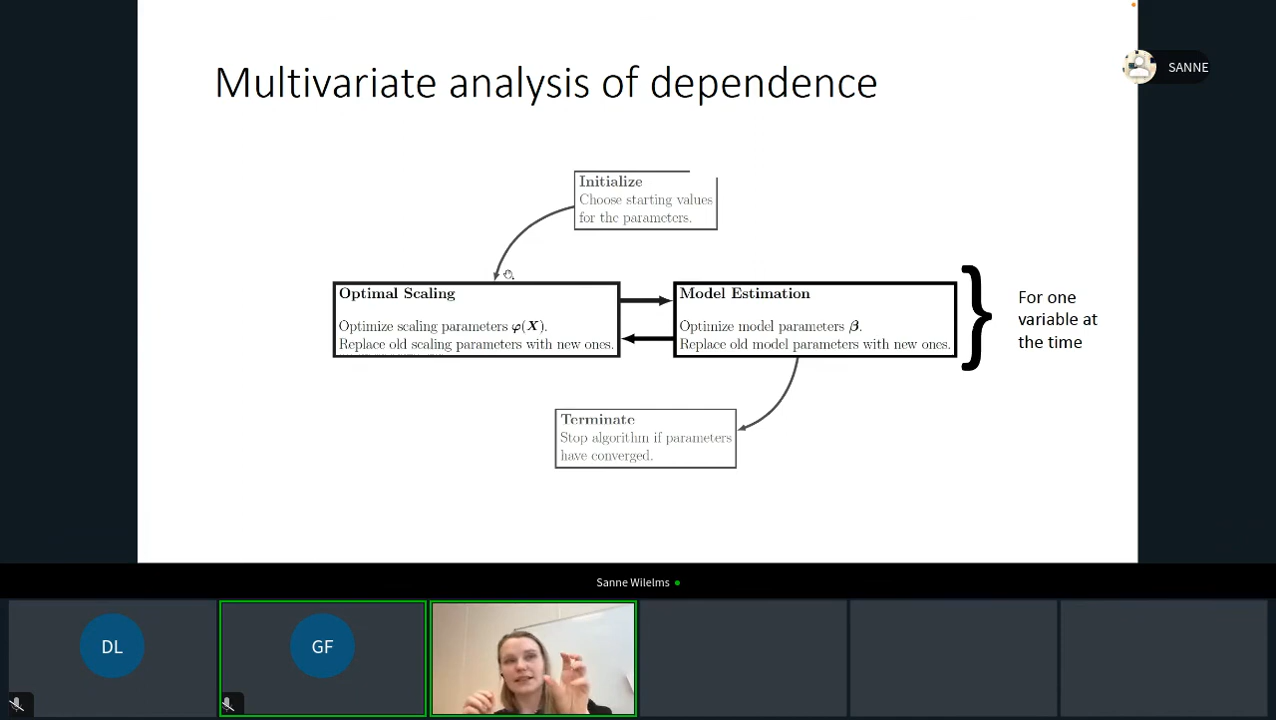 Multivariate analysis of dependence
SANNE
Initialize
Choose starting values
for the parameters.
Optimal Scaling
Optimize scaling parameters φ(X).
Replace old scaling parameters with new ones.
Model Estimation
Optimize model parameters β.
Replace old model parameters with new ones.
For one
variable at
the time
Terminate
Stop algorithm if parameters
have converged.
Sanne Wilelms
DL
GF